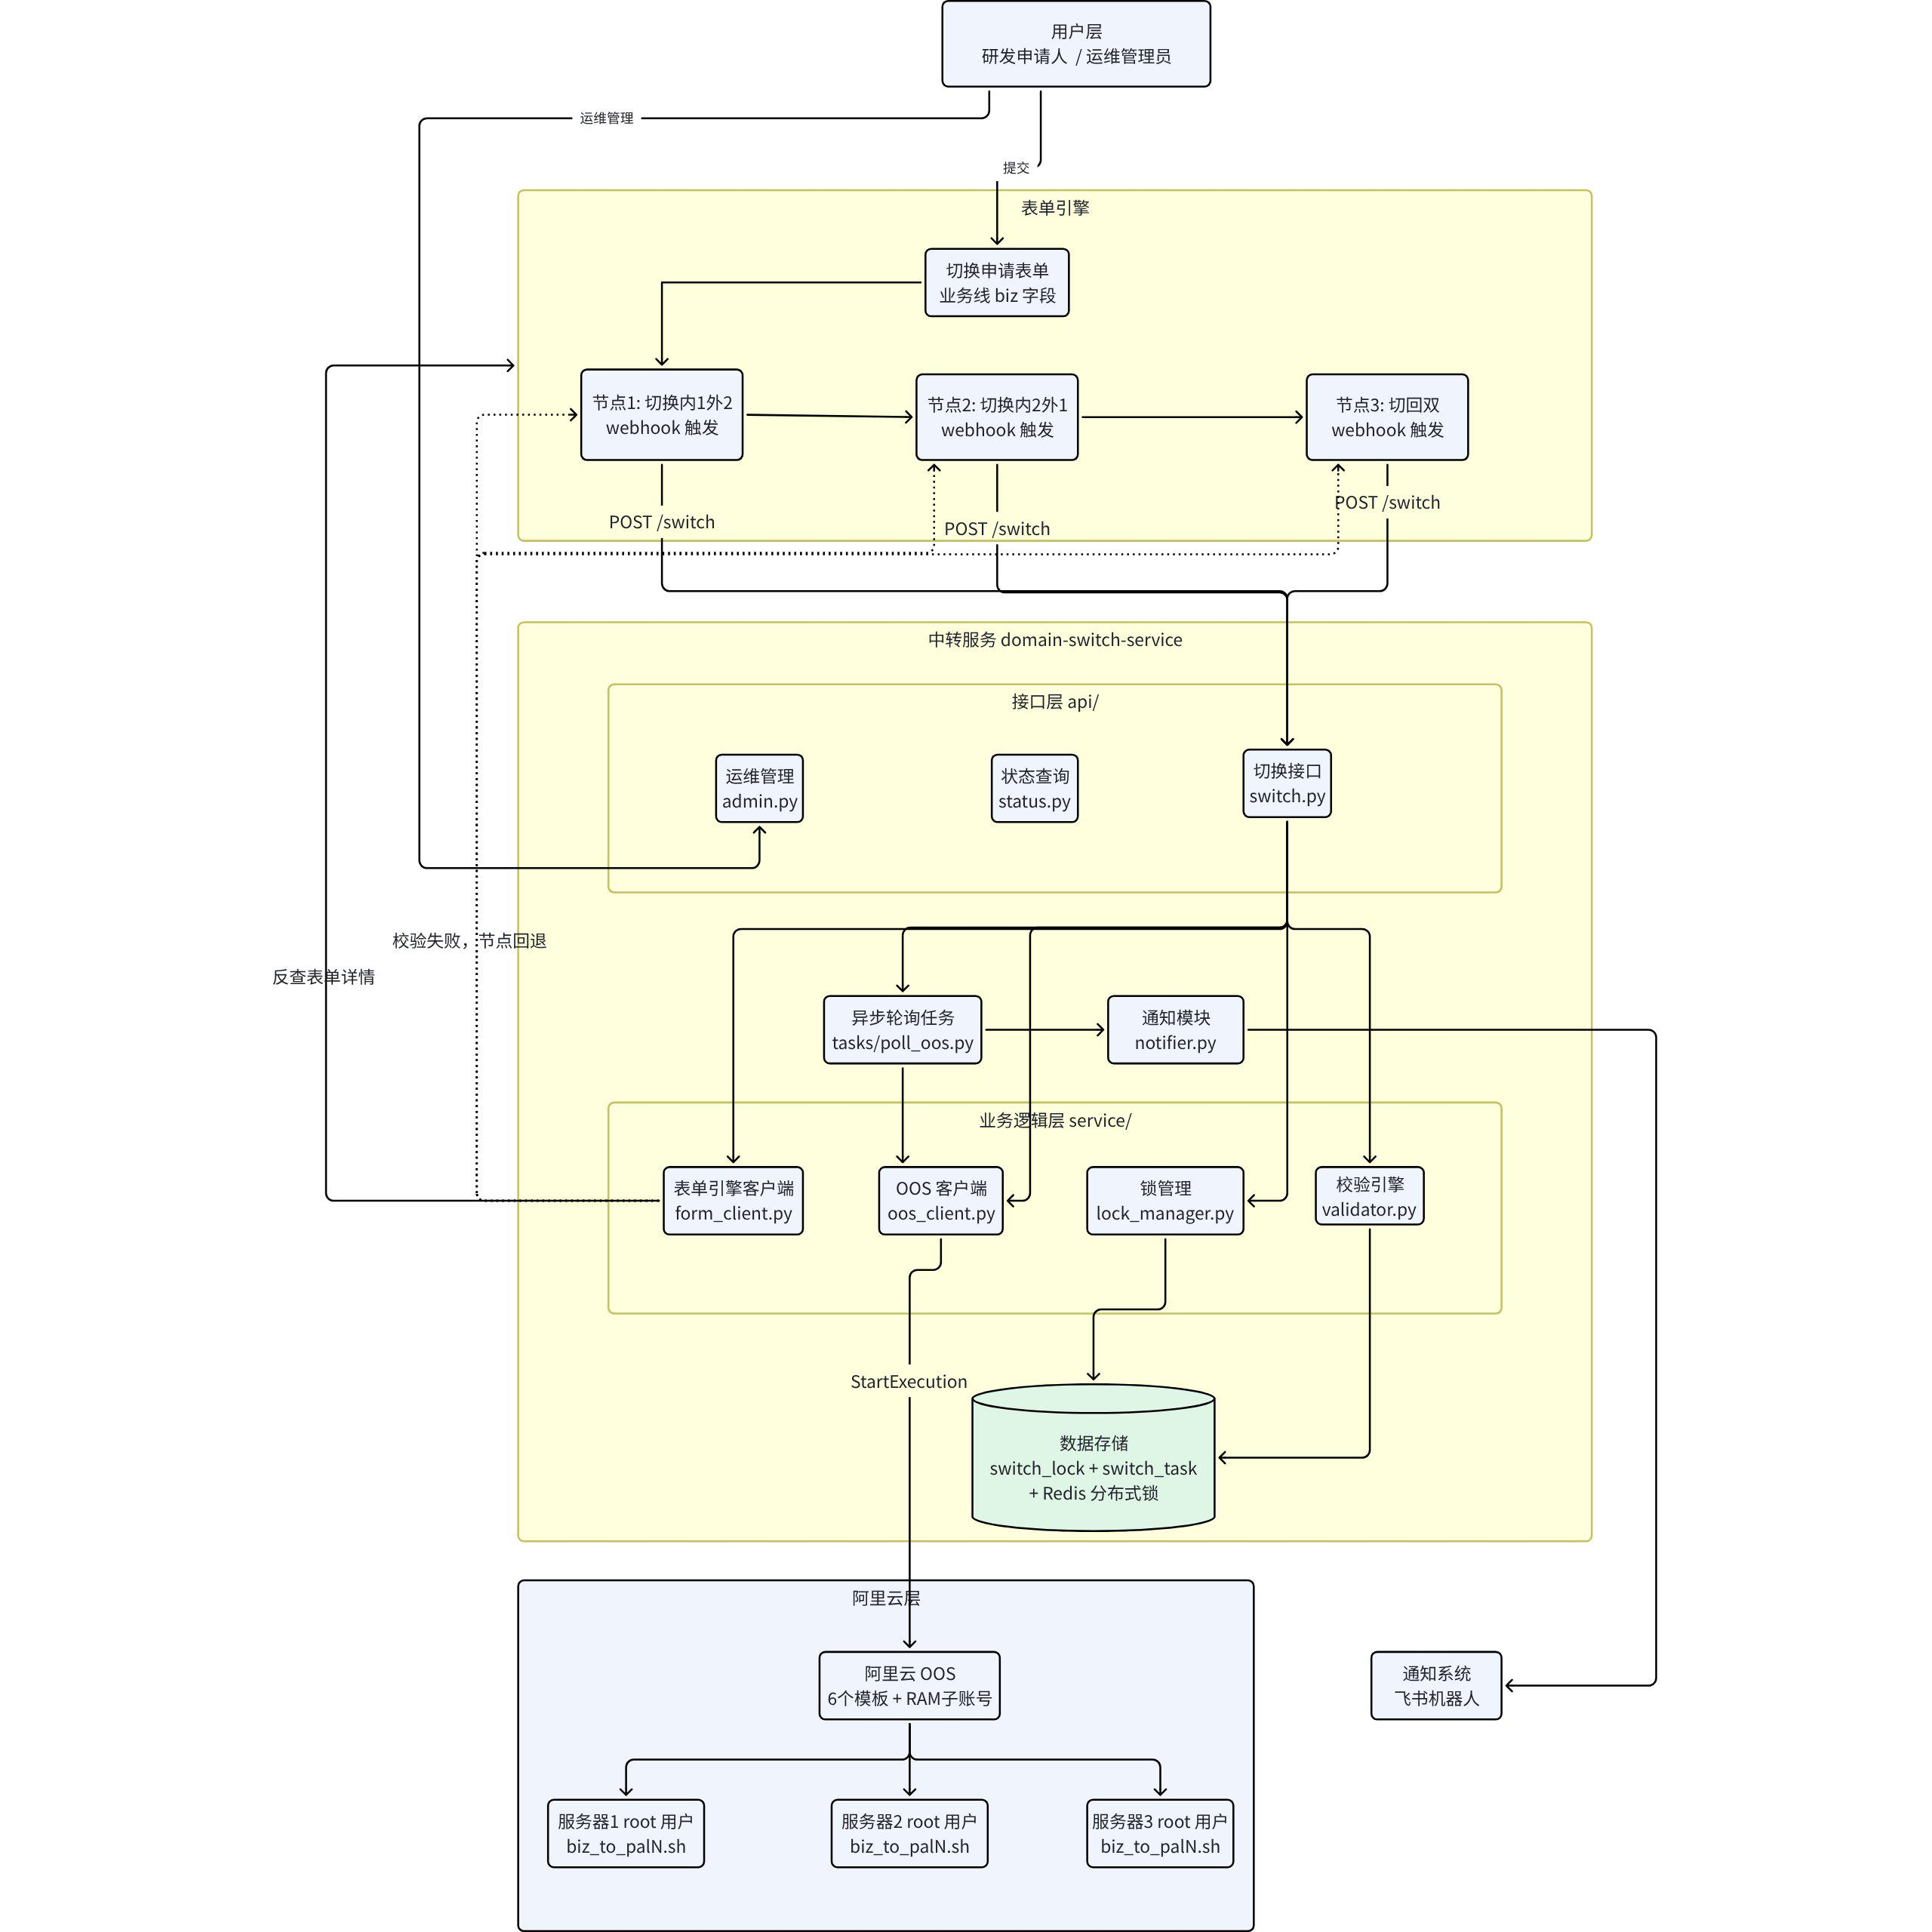 用户层
研发申请人 / 运维管理员
运维管理
提交
表单引擎
切换申请表单
业务线 biz 字段
节点1: 切换内1外2
webhook 触发
节点2: 切换内2外1
webhook 触发
节点3: 切回双
webhook 触发
POST /switch
POST /switch
POST /switch
中转服务 domain-switch-service
接口层 api/
运维管理
admin.py
状态查询
status.py
切换接口
switch.py
校验失败，节点回退
反查表单详情
异步轮询任务
tasks/poll_oos.py
通知模块
notifier.py
业务逻辑层 service/
表单引擎客户端
form_client.py
OOS 客户端
oos_client.py
锁管理
lock_manager.py
校验引擎
validator.py
StartExecution
数据存储
switch_lock + switch_task
+ Redis 分布式锁
阿里云层
阿里云 OOS
6个模板 + RAM子账号
通知系统
飞书机器人
服务器1 root 用户
biz_to_palN.sh
服务器2 root 用户
biz_to_palN.sh
服务器3 root 用户
biz_to_palN.sh